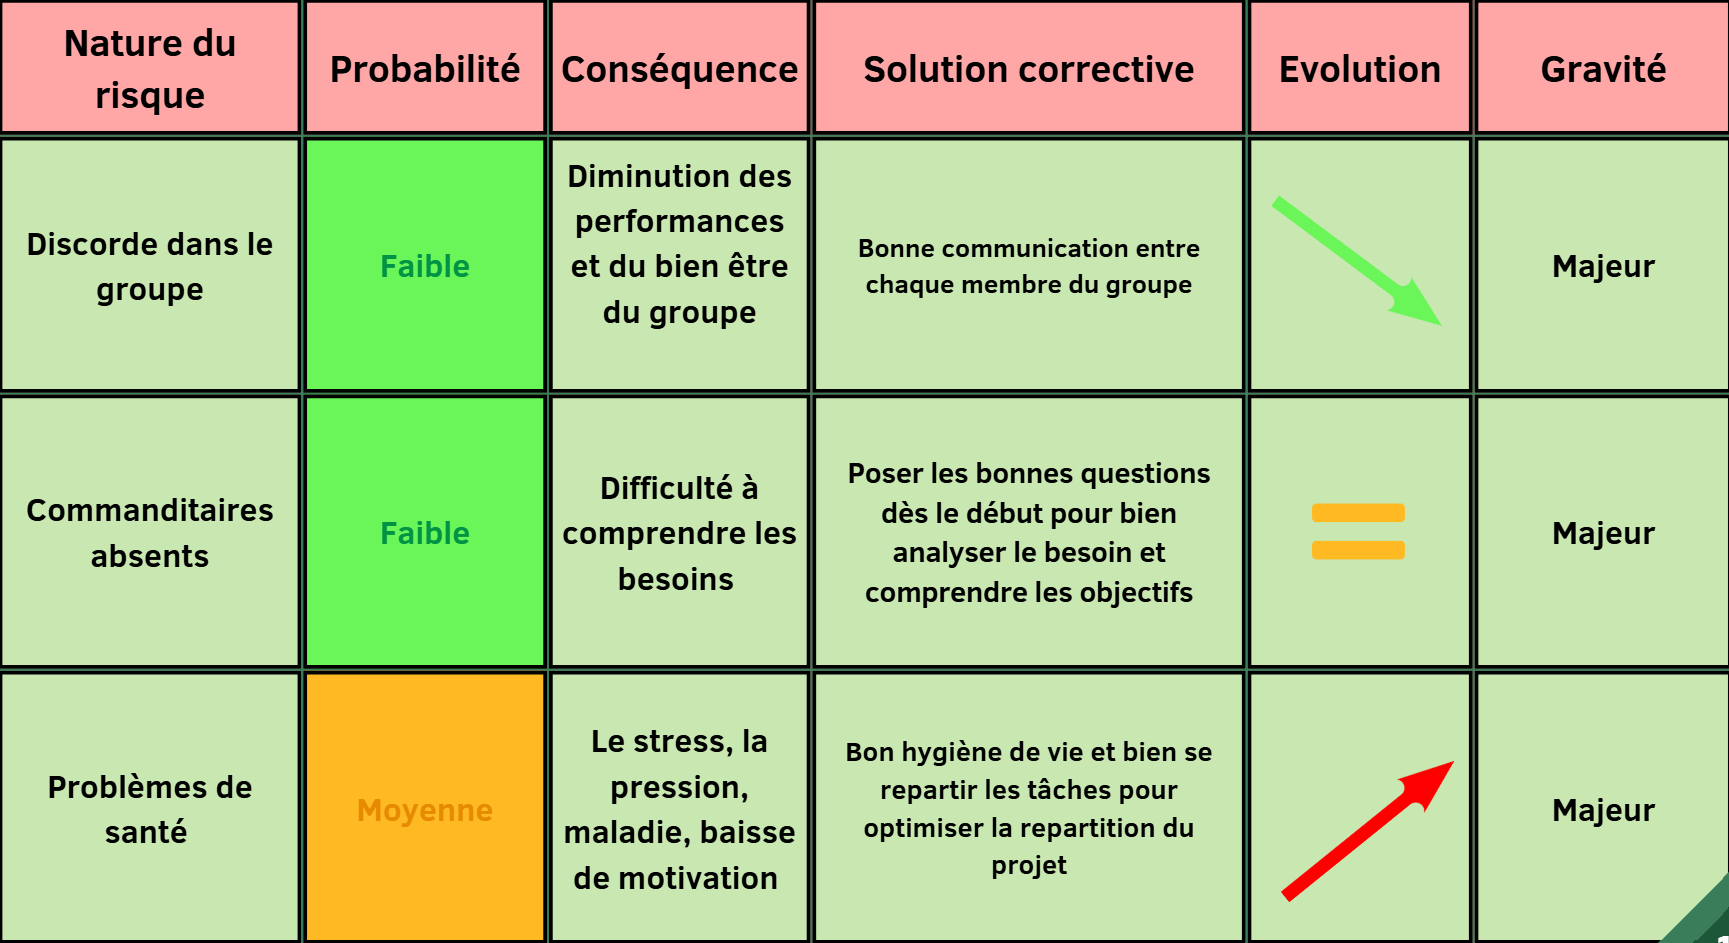 Nature du
risque
Probabilité
Conséquence
Solution corrective
Evolution
Gravité
Discorde dans le
groupe
Faible
Diminution des
performances
et du bien être
du groupe
Bonne communication entre
chaque membre du groupe
Majeur
Commanditaires
absents
Faible
Difficulté à
comprendre les
besoins
Poser les bonnes questions
dès le début pour bien
analyser le besoin et
comprendre les objectifs
Majeur
Problèmes de
santé
Moyenne
Le stress, la
pression,
maladie, baisse
de motivation
Bon hygiène de vie et bien se
repartir les tâches pour
optimiser la repartition du
projet
Majeur